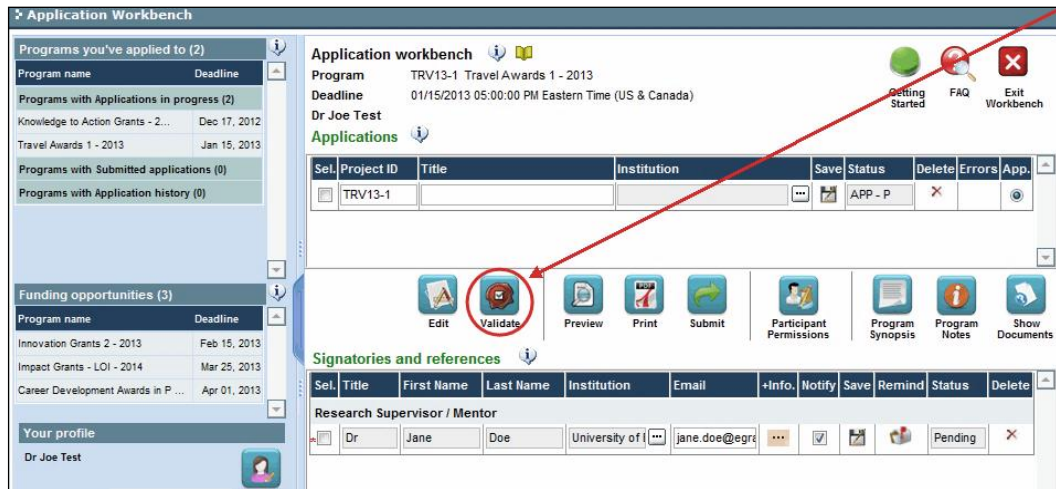 Application Workbench
Programs you've applied to (2)
Program name Deadline
Programs with Applications in progress (2)
Knowledge to Action Grants - 2... Dec 17, 2012
Travel Awards 1 - 2013 Jan 15, 2013
Programs with Submitted applications (0)
Programs with Application history (0)
Funding opportunities (3)
Program name Deadline
Innovation Grants 2 - 2013 Feb 15, 2013
Impact Grants - LOI - 2014 Mar 25, 2013
Career Development Awards in P ... Apr 01, 2013
Your profile
Dr Joe Test
Application workbench
Program TRV13-1 Travel Awards 1 - 2013
Deadline 01/15/2013 05:00:00 PM Eastern Time (US & Canada)
Dr Joe Test
Getting Started FAQ Exit Workbench
Applications
Sel. Project ID Title Institution Save Status Delete Errors App.
TRV13-1 ... APP - P
Edit Validate Preview Print Submit Participant Permissions Program Synopsis Program Notes Show Documents
Signatories and references
Sel. Title First Name Last Name Institution Email +Info. Notify Save Remind Status Delete
Research Supervisor / Mentor
Dr Jane Doe University of ... jane.doe@egra ... Pending